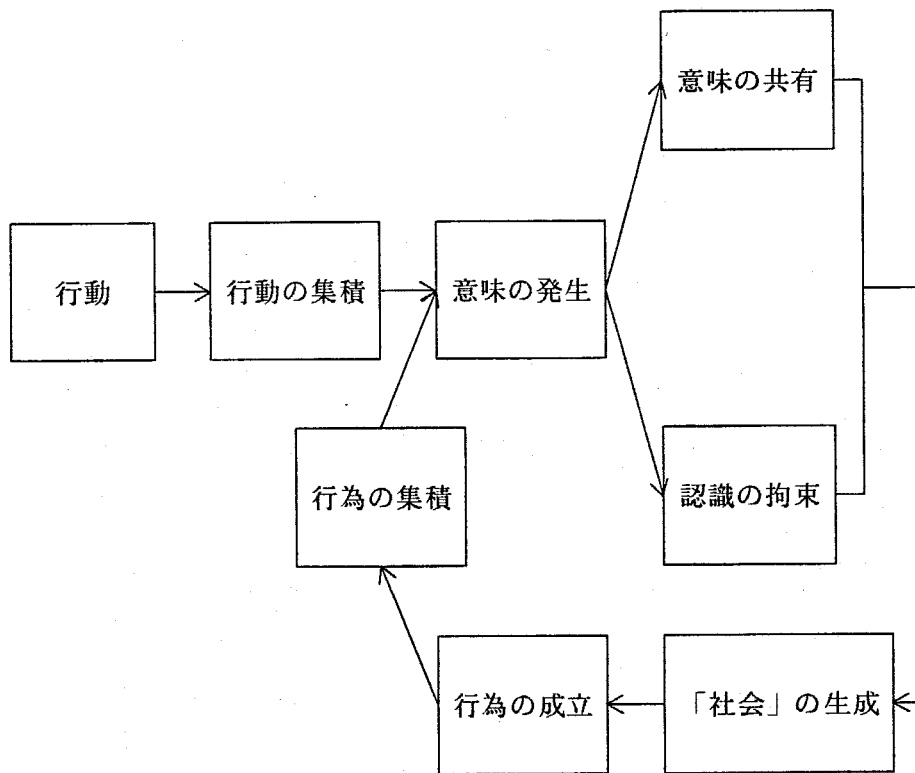 意味の共有
行動
行動の集積
意味の発生
行為の集積
認識の拘束
行為の成立
「社会」の生成